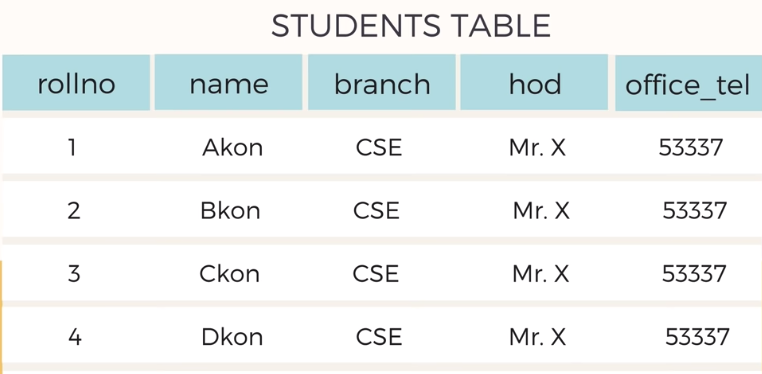 STUDENTS TABLE
rollno name branch hod office_tel
1 Akon CSE Mr. X 53337
2 Bkon CSE Mr. X 53337
3 Ckon CSE Mr. X 53337
4 Dkon CSE Mr. X 53337